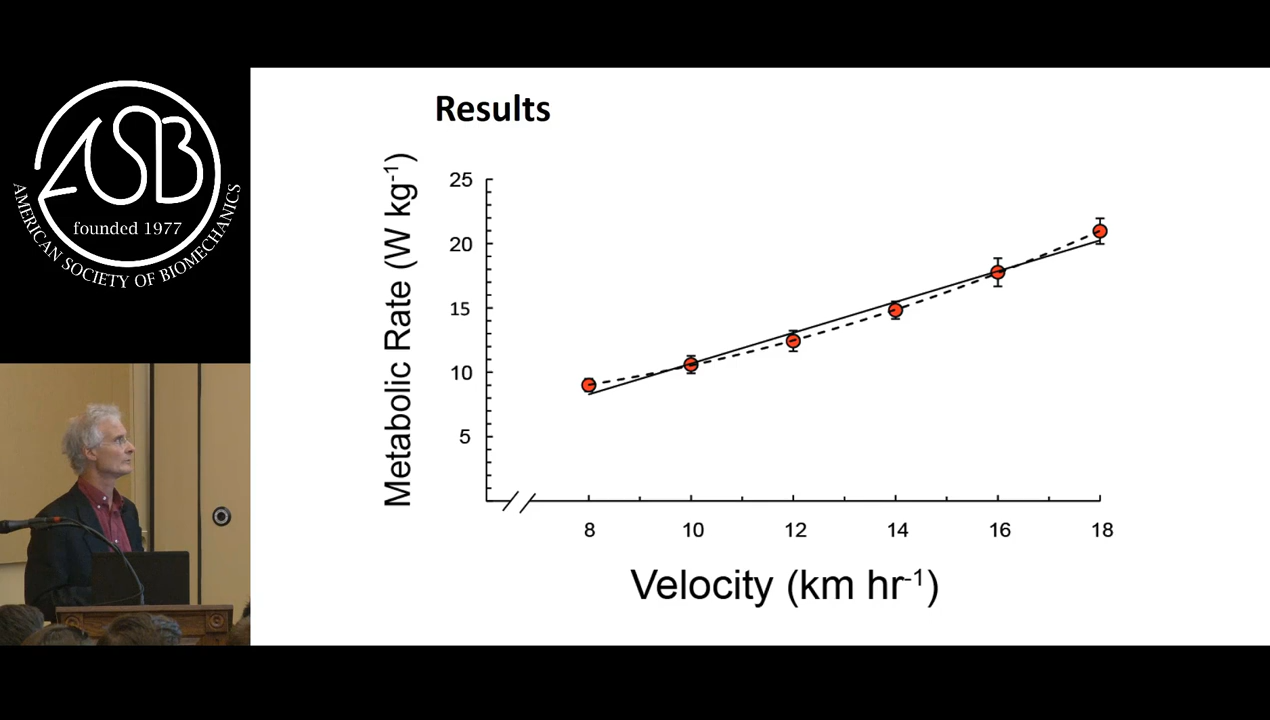 ASB
founded 1977
AMERICAN SOCIETY OF BIOMECHANICS
Results
Metabolic Rate (W kg-1)
25
20
15
10
5
8 10 12 14 16 18
Velocity (km hr-1)